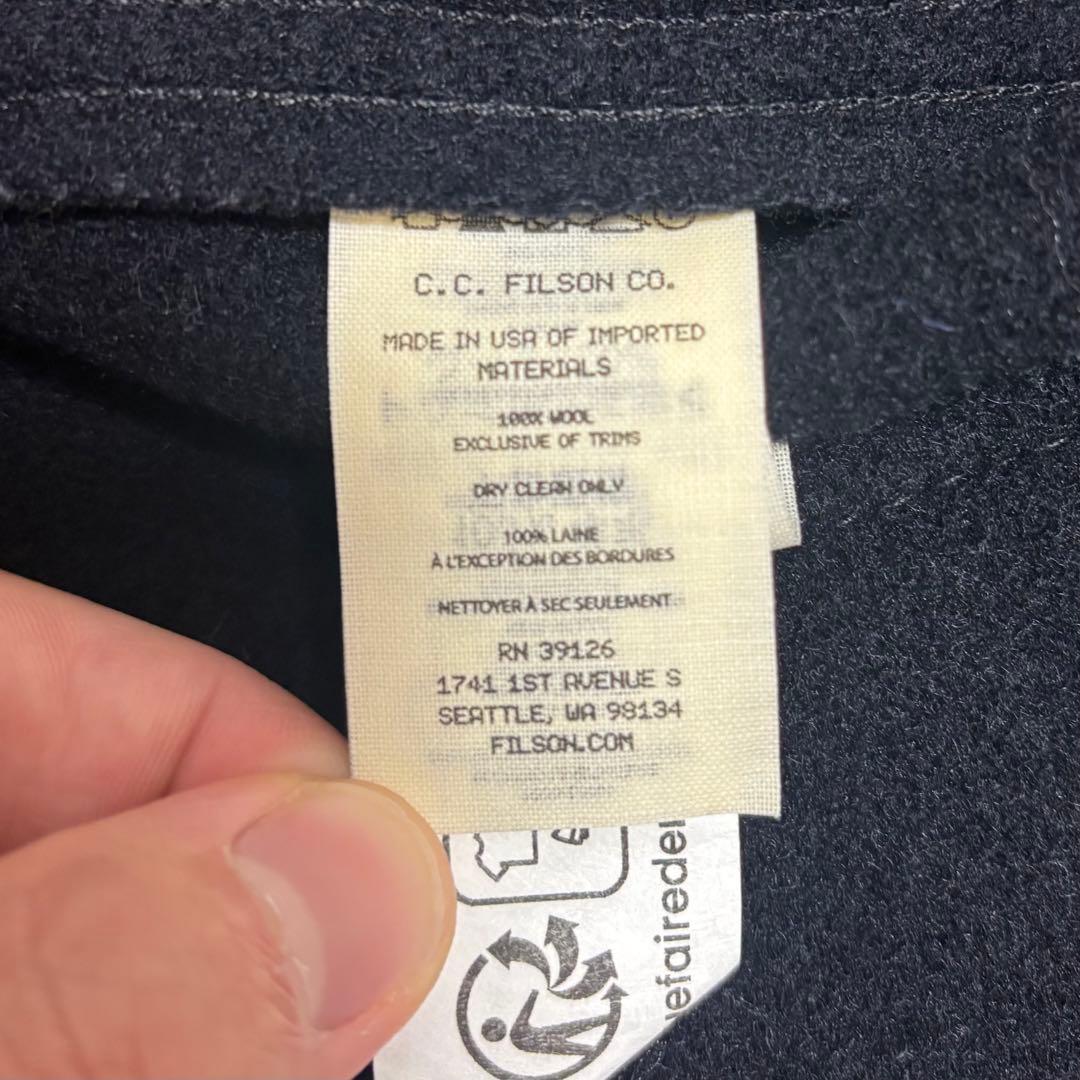 C.C. FILSON CO.
MADE IN USA OF IMPORTED
MATERIALS
100% WOOL
EXCLUSIVE OF TRIMS
DRY CLEAN ONLY
100% LAINE
À L'EXCEPTION DES BORDURES
NETTOYER À SEC SEULEMENT
RN 39126
1741 1ST AVENUE S
SEATTLE, WA 98134
FILSON.COM
efairede